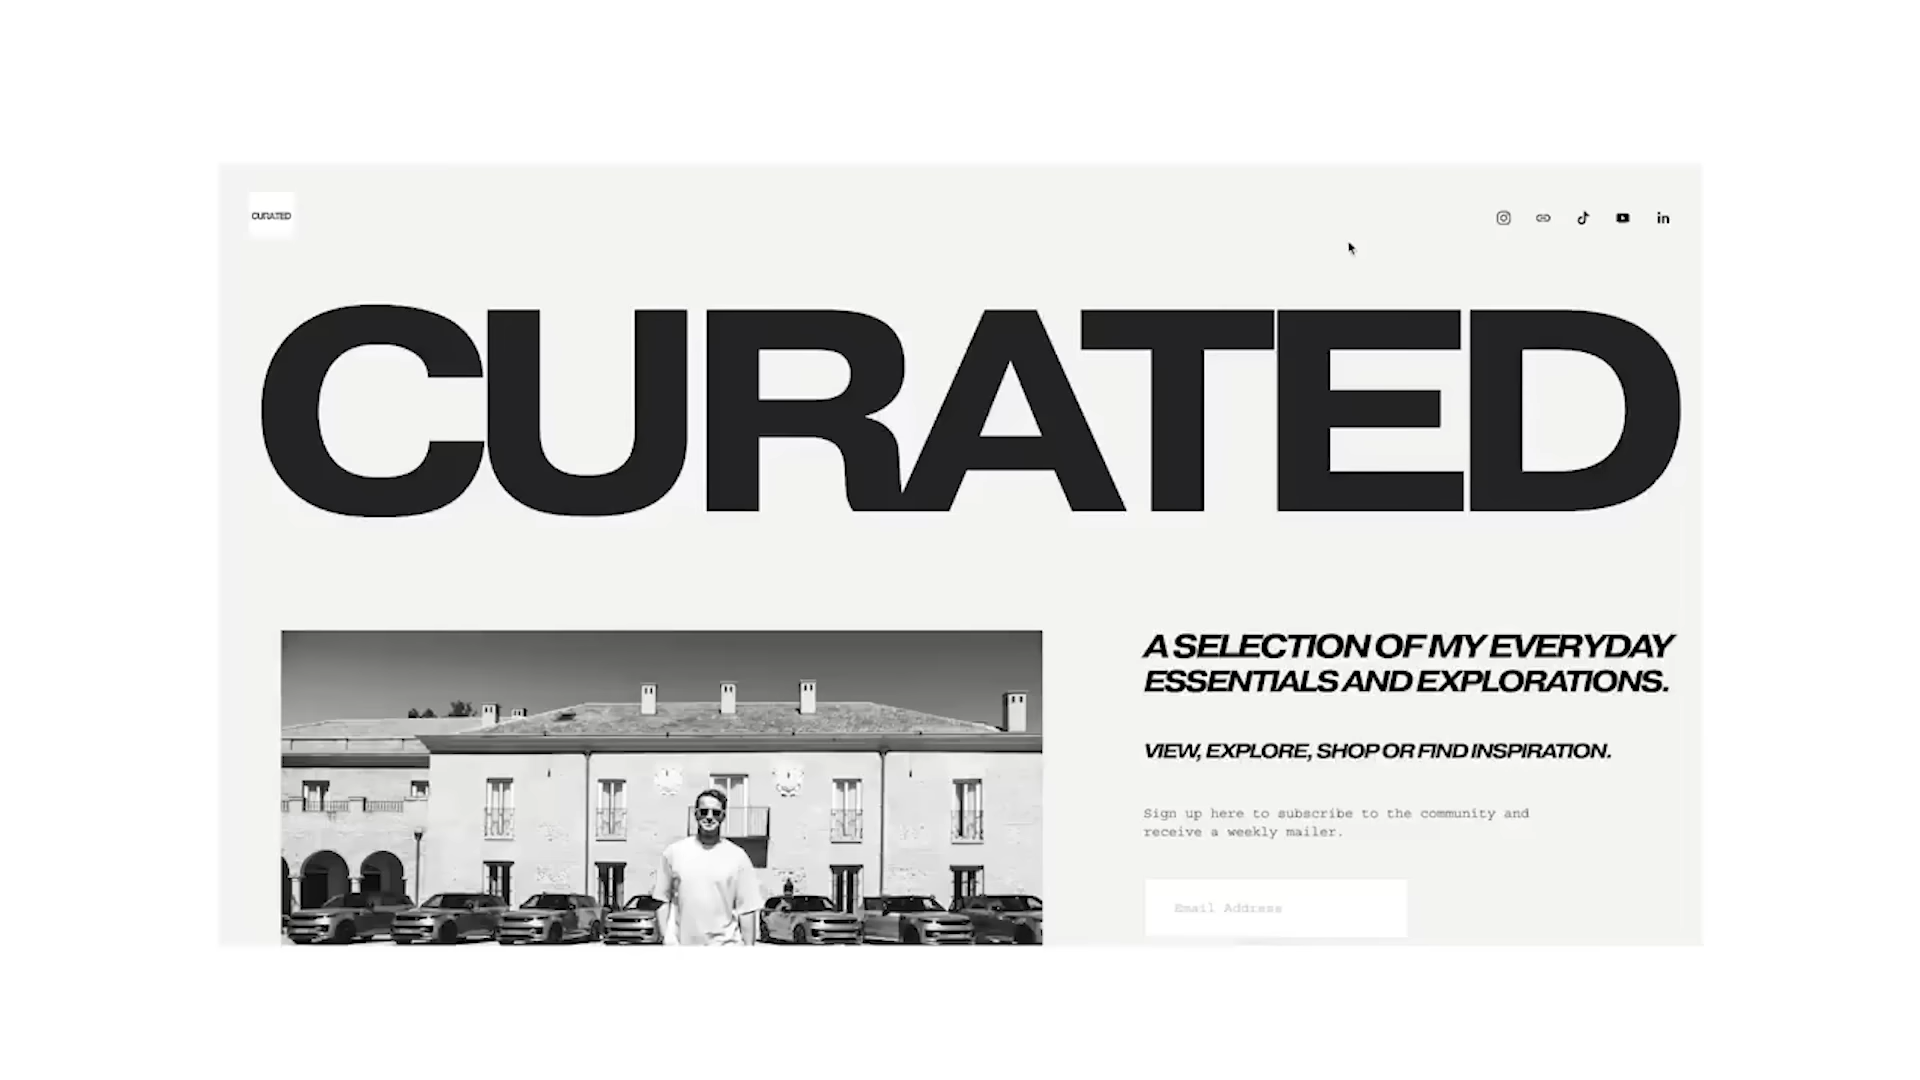 CURATED
CURATED
A SELECTION OF MY EVERYDAY
ESSENTIALS AND EXPLORATIONS.
VIEW, EXPLORE, SHOP OR FIND INSPIRATION.
Sign up here to subscribe to the community and
receive a weekly mailer.
Email Address